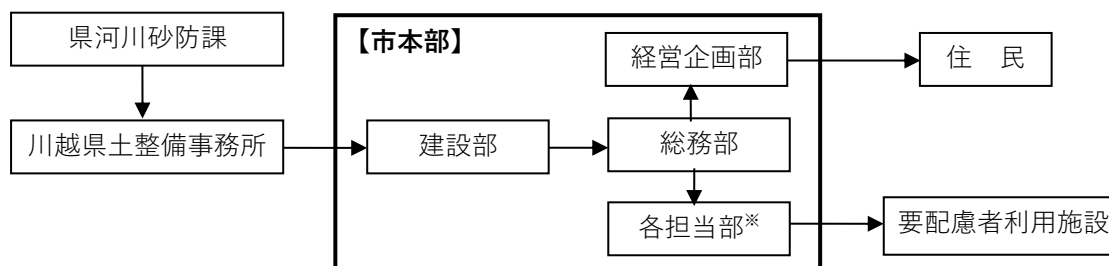 県河川砂防課
【市本部】
経営企画部
住　民
川越県土整備事務所
建設部
総務部
各担当部※
要配慮者利用施設